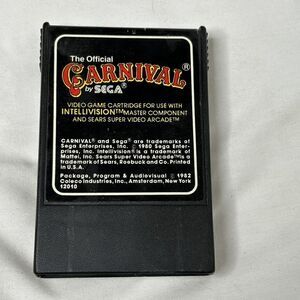 The Official
CARNIVAL®
by SEGA®
VIDEO GAME CARTRIDGE FOR USE WITH
INTELLIVISION™ MASTER COMPONENT
AND SEARS SUPER VIDEO ARCADE™
CARNIVAL® and Sega® are trademarks of
Sega Enterprises, Inc. © 1980 Sega Enter-
prises, Inc. Intellivision™ is a trademark of
Mattel, Inc. Sears Super Video Arcade™ is a
trademark of Sears, Roebuck and Co. Printed
in U.S.A.
Package, Program & Audiovisual © 1982
Coleco Industries, Inc., Amsterdam, New York
12010